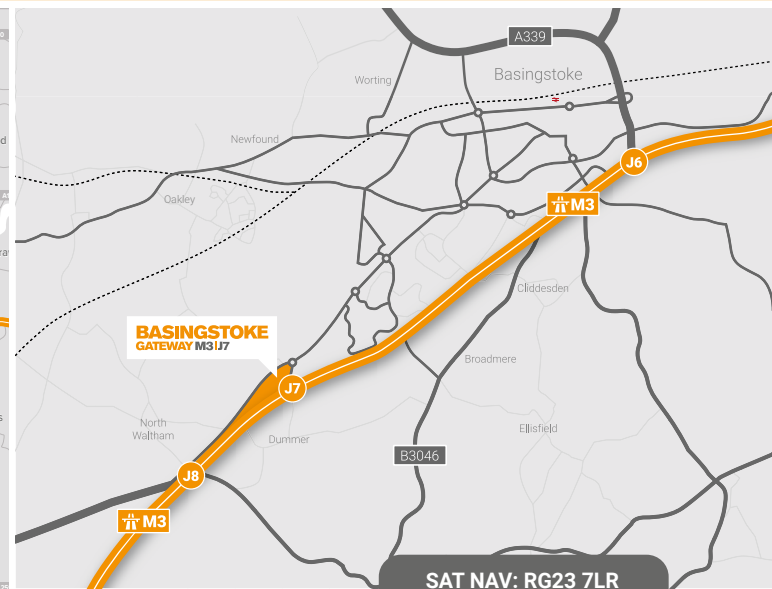 A339
Basingstoke
Worting
Newfound
J6
Oakley
M3
Cliddesden
BASINGSTOKE
GATEWAY M3|J7
Broadmere
J7
North
Waltham
Dummer
Ellisfield
B3046
J8
M3
SAT NAV: RG23 7LR